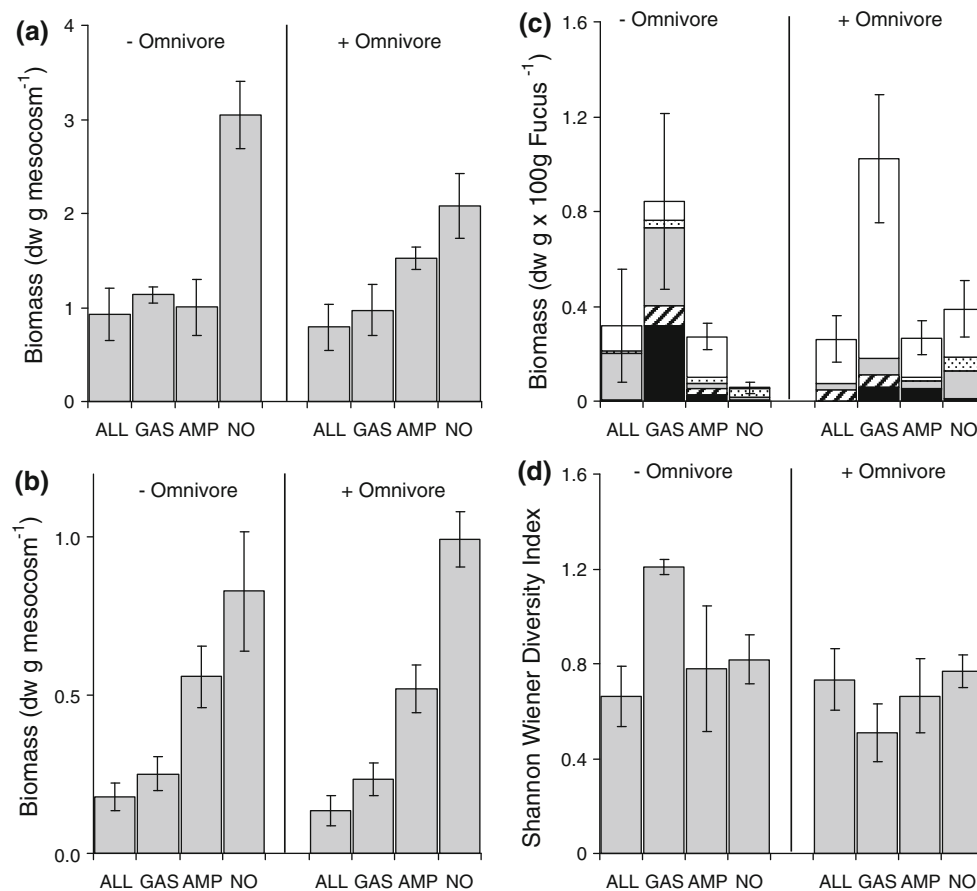 (a)
- Omnivore
+ Omnivore
Biomass (dw g mesocosm⁻¹)
4
3
2
1
0
ALL GAS AMP NO
ALL GAS AMP NO
(c)
- Omnivore
+ Omnivore
Biomass (dw g x 100g Fucus ⁻¹)
1.6
1.2
0.8
0.4
0
ALL GAS AMP NO
ALL GAS AMP NO
(b)
- Omnivore
+ Omnivore
Biomass (dw g mesocosm⁻¹)
1.0
0.5
0.0
ALL GAS AMP NO
ALL GAS AMP NO
(d)
- Omnivore
+ Omnivore
Shannon Wiener Diversity Index
1.6
1.2
0.8
0.4
0
ALL GAS AMP NO
ALL GAS AMP NO